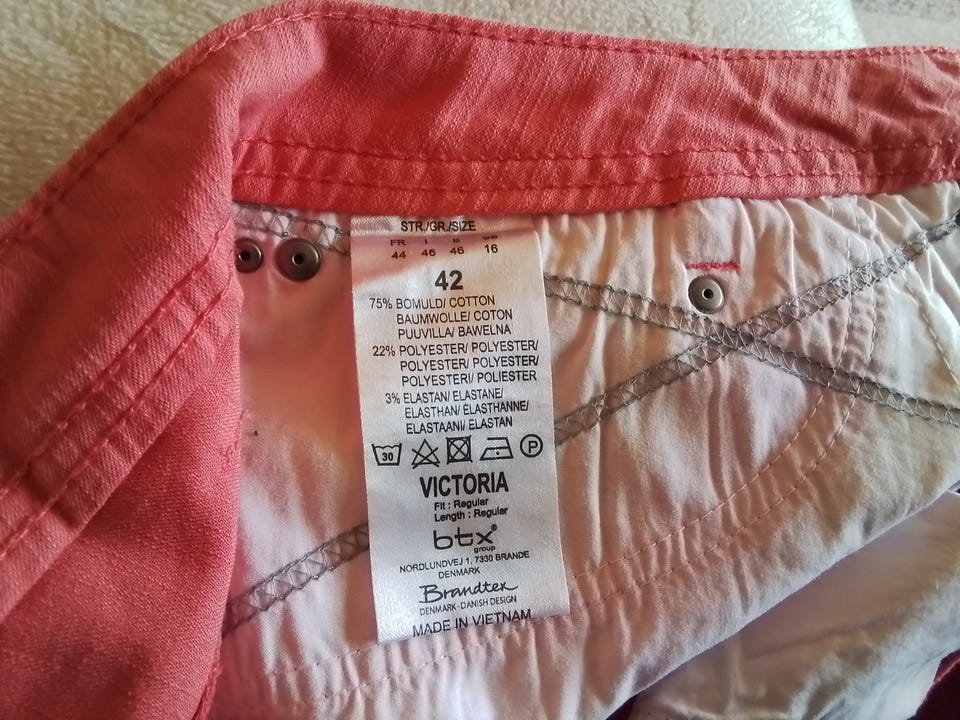 STR./GR./SIZE
FR I E GB
44 46 46 16
42
75% BOMULD/ COTTON
BAUMWOLLE/ COTON
PUUVILLA/ BAWELNA
22% POLYESTER/ POLYESTER/
POLYESTER/ POLYESTER/
POLYESTERI/ POLIESTER
3% ELASTAN/ ELASTANE/
ELASTHAN/ ÉLASTHANNE/
ELASTAANI/ ELASTAN
30 P
VICTORIA
Fit : Regular
Length : Regular
btx®
group
NORDLUNDVEJ 1, 7330 BRANDE
DENMARK
Brandtex
DENMARK-DANISH DESIGN
MADE IN VIETNAM